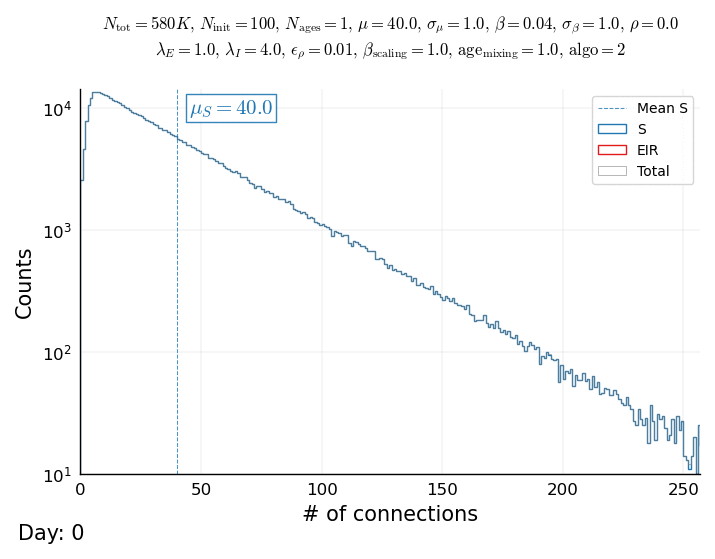 N_tot = 580K, N_init = 100, N_ages = 1, μ = 40.0, σ_μ = 1.0, β = 0.04, σ_β = 1.0, ρ = 0.0
λ_E = 1.0, λ_I = 4.0, ϵ_ρ = 0.01, β_scaling = 1.0, age_mixing = 1.0, algo = 2
μ_S = 40.0
Mean S
S
EIR
Total
Counts
10^4
10^3
10^2
10^1
0 50 100 150 200 250
# of connections
Day: 0